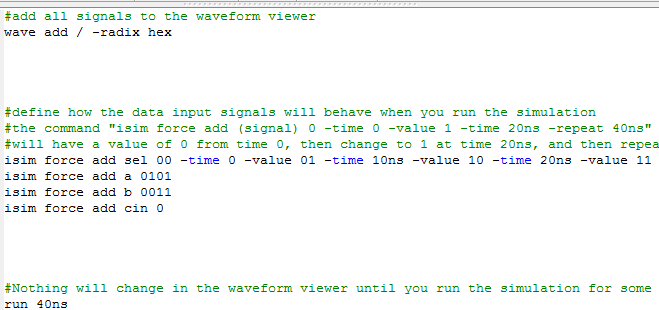 #add all signals to the waveform viewer
wave add / -radix hex
#define how the data input signals will behave when you run the simulation
#the command "isim force add (signal) 0 -time 0 -value 1 -time 20ns -repeat 40ns"
#will have a value of 0 from time 0, then change to 1 at time 20ns, and then repea
isim force add sel 00 -time 0 -value 01 -time 10ns -value 10 -time 20ns -value 11
isim force add a 0101
isim force add b 0011
isim force add cin 0
#Nothing will change in the waveform viewer until you run the simulation for some
run 40ns